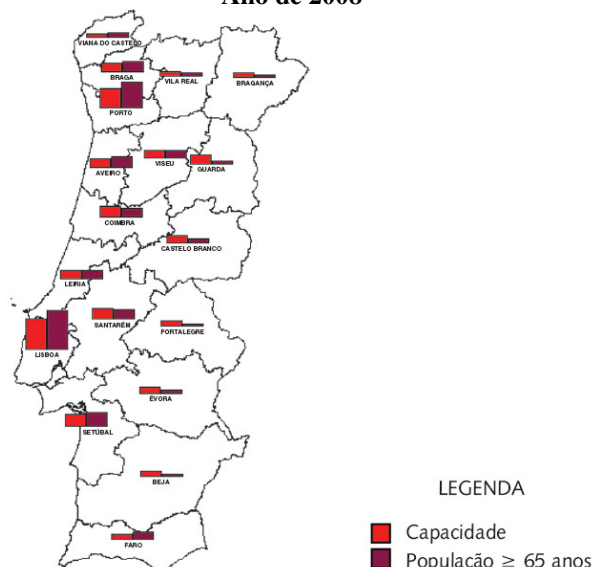 Ano de 2008
VIANA DO CASTELO
BRAGA
VILA REAL
BRAGANÇA
PORTO
AVEIRO
VISEU
GUARDA
COIMBRA
CASTELO BRANCO
LEIRIA
SANTARÉM
PORTALEGRE
LISBOA
ÉVORA
SETÚBAL
BEJA
FARO
LEGENDA
Capacidade
População ≥ 65 anos